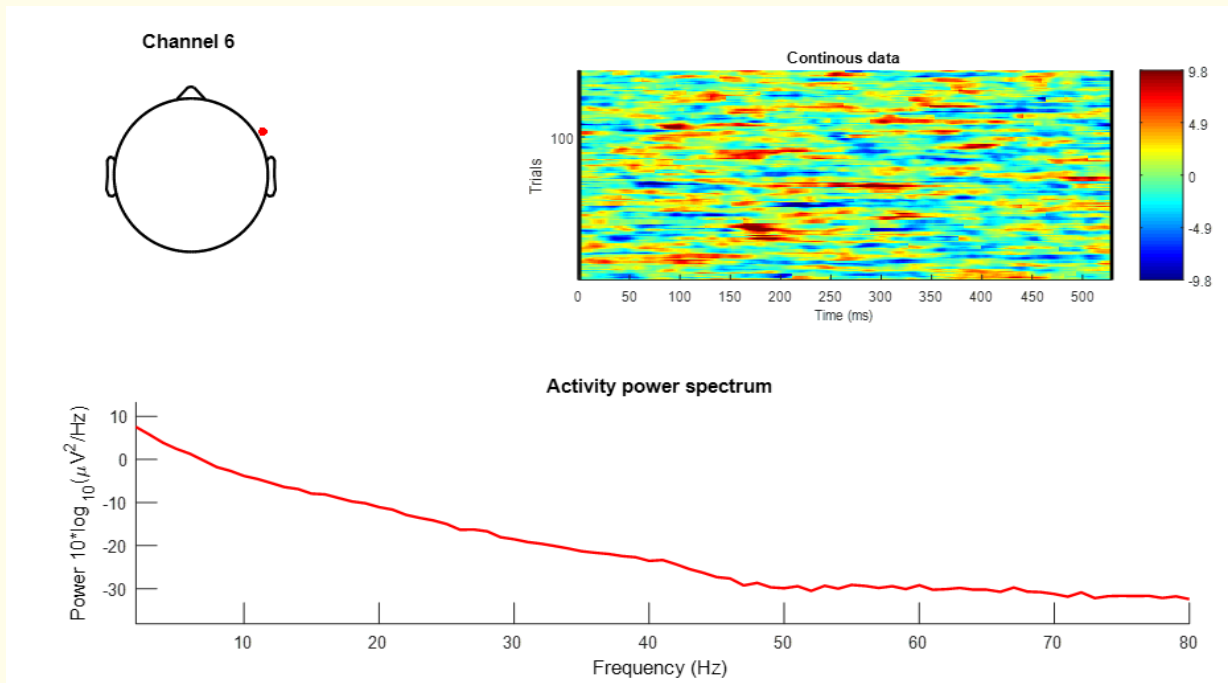 Channel 6
Continous data
100
Trials
0 50 100 150 200 250 300 350 400 450 500
Time (ms)
9.8
4.9
0
-4.9
-9.8
Activity power spectrum
Power 10*log10(μV2/Hz)
10
0
-10
-20
-30
10 20 30 40 50 60 70 80
Frequency (Hz)